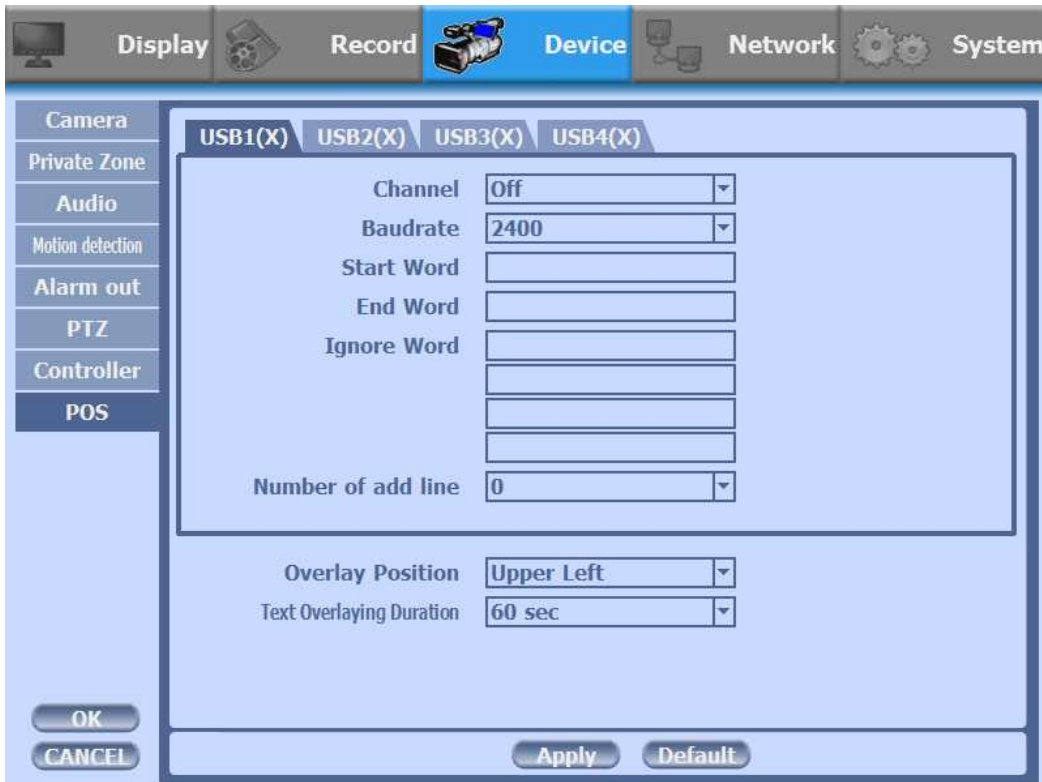 Display Record Device Network System
Camera
Private Zone
Audio
Motion detection
Alarm out
PTZ
Controller
POS
USB1(X) USB2(X) USB3(X) USB4(X)
Channel Off
Baudrate 2400
Start Word
End Word
Ignore Word
Number of add line 0
Overlay Position Upper Left
Text Overlaying Duration 60 sec
OK
CANCEL
Apply Default